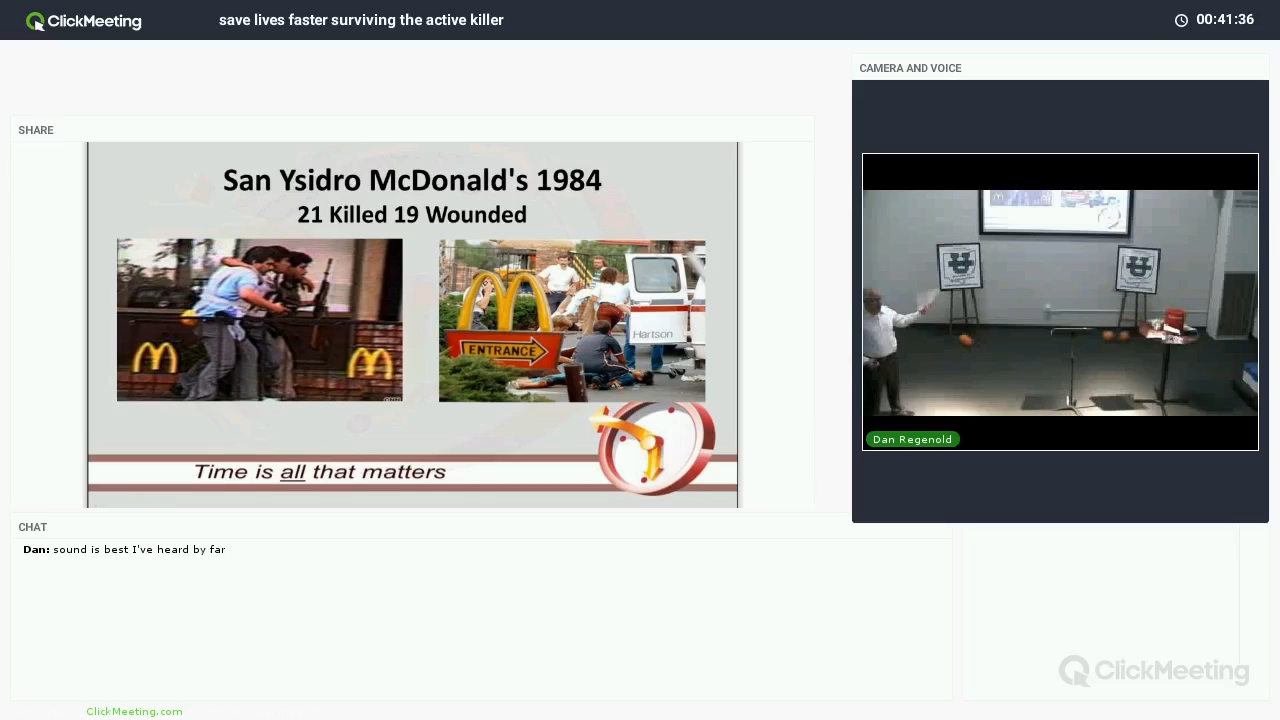 ClickMeeting
save lives faster surviving the active killer
00:41:36
CAMERA AND VOICE
SHARE
San Ysidro McDonald's 1984
21 Killed 19 Wounded
Hartson
ENTRANCE
Time is all that matters
Dan Regenold
CHAT
Dan: sound is best I've heard by far
ClickMeeting
ClickMeeting.com